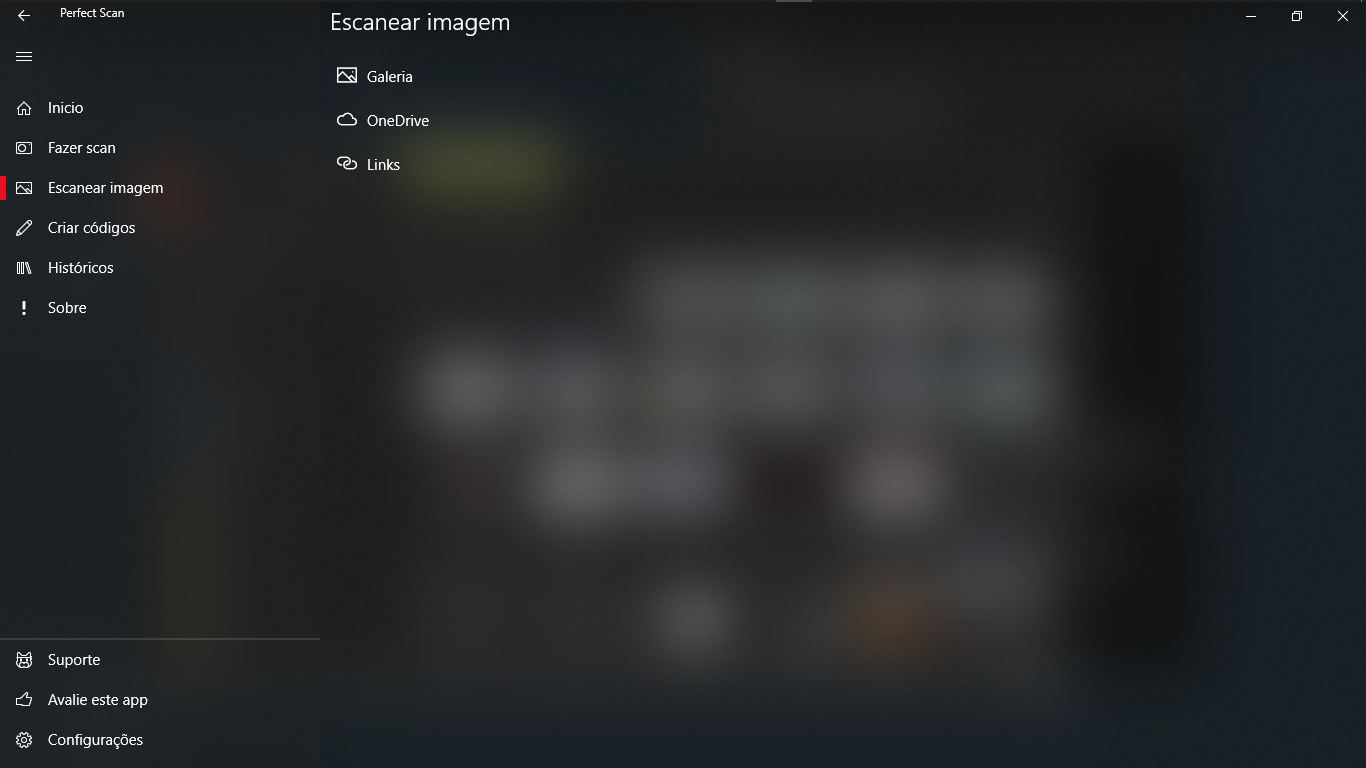 Perfect Scan
Inicio
Fazer scan
Escanear imagem
Criar códigos
Históricos
Sobre
Suporte
Avalie este app
Configurações
Escanear imagem
Galeria
OneDrive
Links